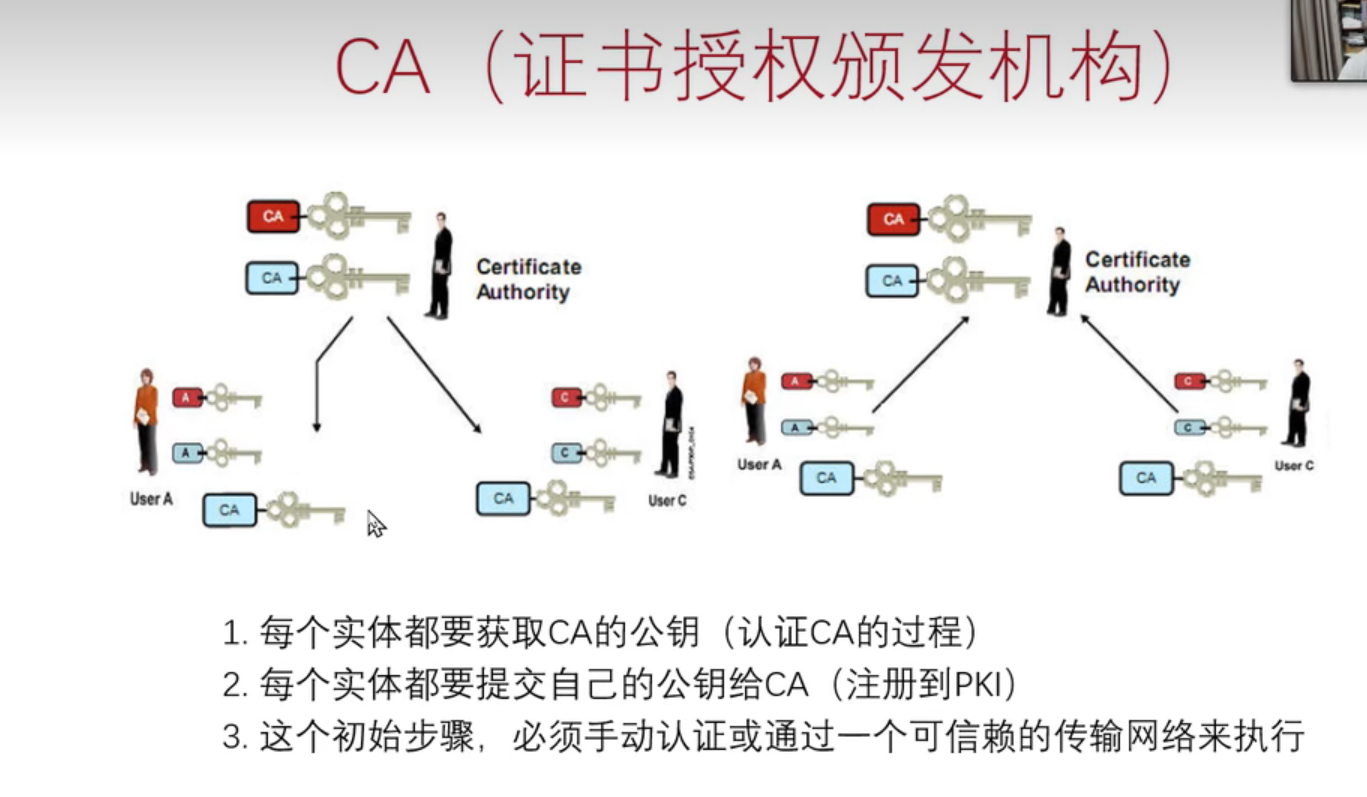 CA（证书授权颁发机构）
CA
CA
Certificate
Authority
A
A
User A
CA
C
C
CA
User C
CA
CA
Certificate
Authority
A
A
User A
CA
C
C
CA
User C
1. 每个实体都要获取CA的公钥（认证CA的过程）
2. 每个实体都要提交自己的公钥给CA（注册到PKI）
3. 这个初始步骤，必须手动认证或通过一个可信赖的传输网络来执行